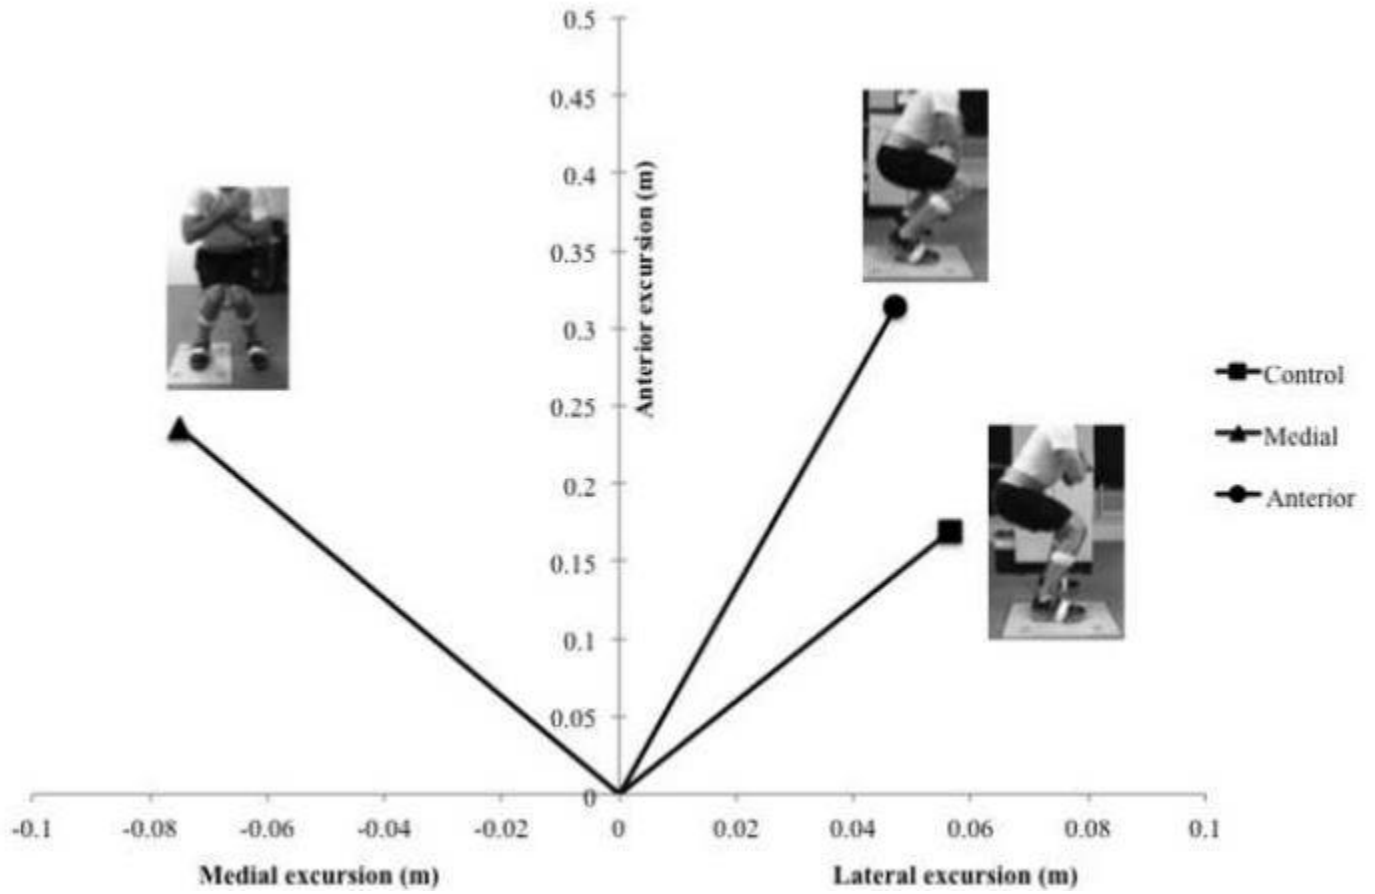 0.5
0.45
0.4
0.35
0.3
0.25
0.2
0.15
0.1
0.05
0
Anterior excursion (m)
Control
Medial
Anterior
-0.1 -0.08 -0.06 -0.04 -0.02 0 0.02 0.04 0.06 0.08 0.1
Medial excursion (m) Lateral excursion (m)